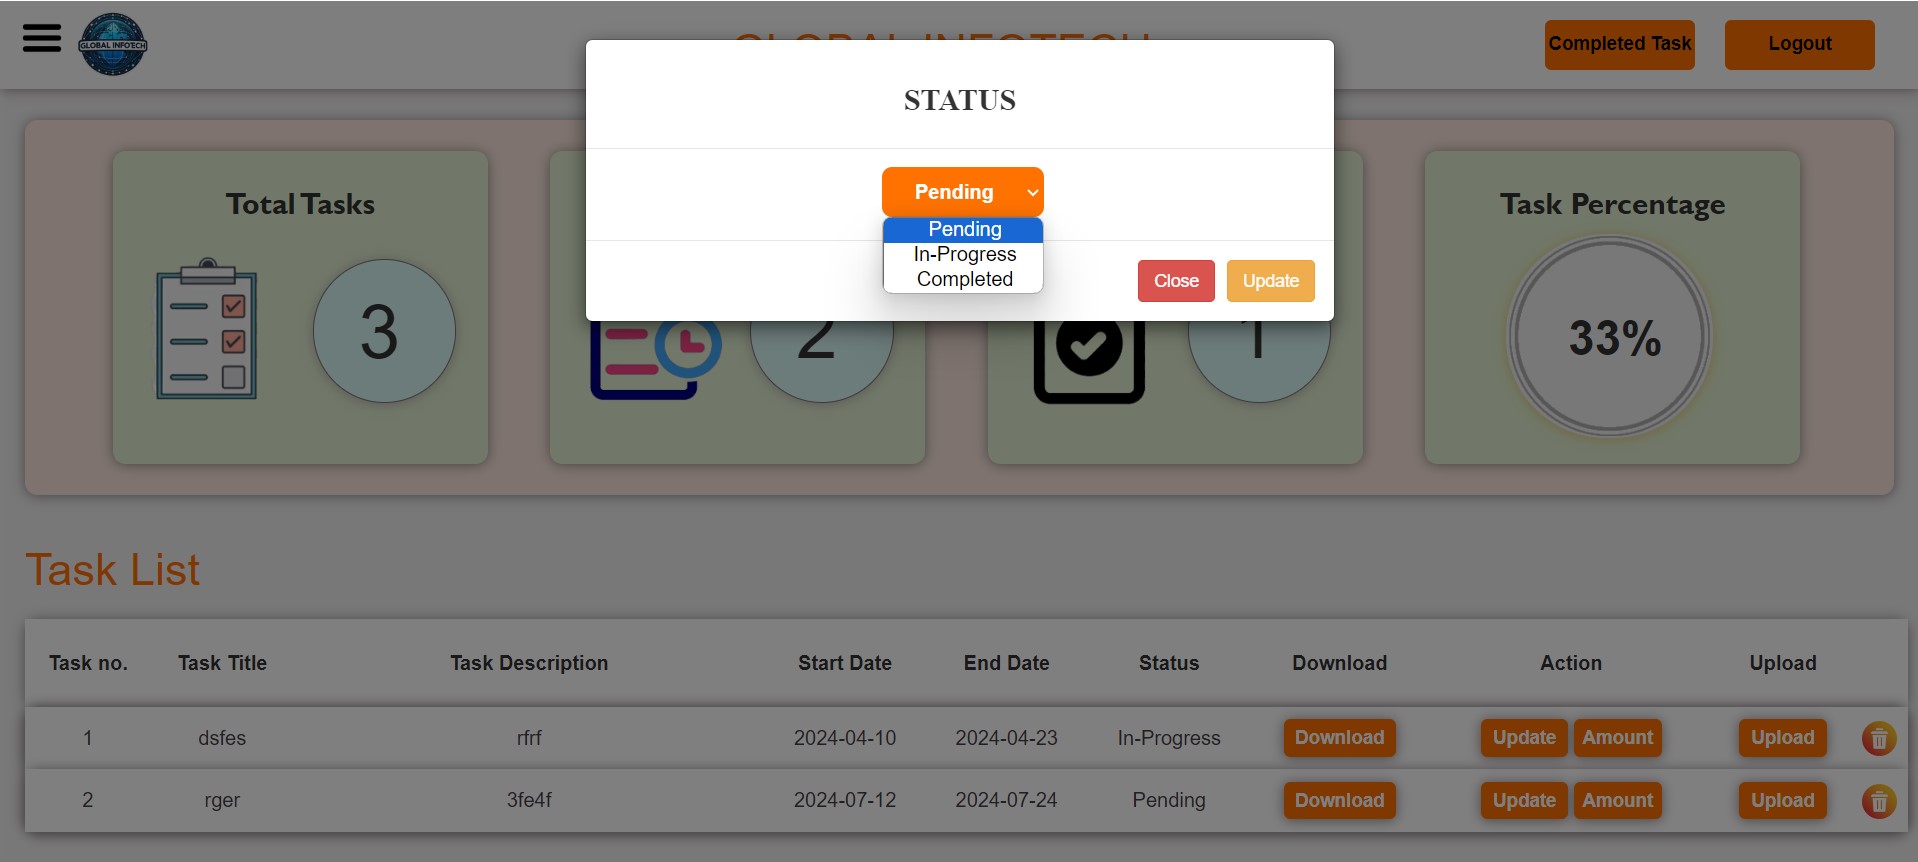 GLOBAL INFOTECH
GLOBAL INFOTECH
Completed Task
Logout
STATUS
Pending
Pending
In-Progress
Completed
Close
Update
Total Tasks
3
2
1
Task Percentage
33%
Task List
Task no. Task Title Task Description Start Date End Date Status Download Action Upload
1 dsfes rfrf 2024-04-10 2024-04-23 In-Progress Download Update Amount Upload
2 rger 3fe4f 2024-07-12 2024-07-24 Pending Download Update Amount Upload